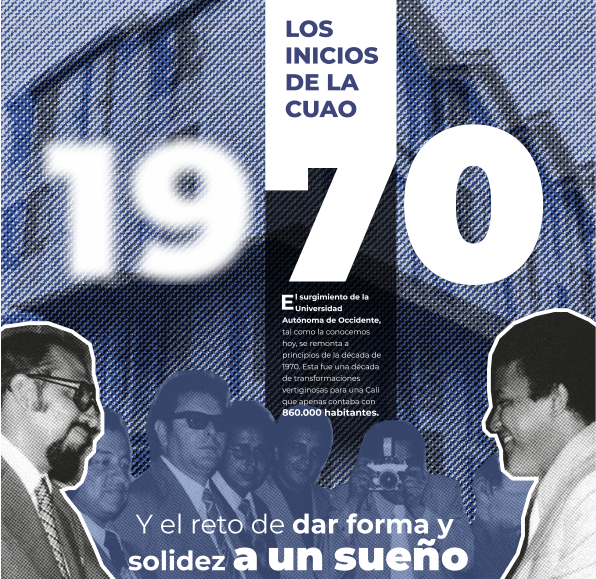 LOS
INICIOS
DE LA
CUAO
1970
El surgimiento de la
Universidad
Autónoma de Occidente,
tal como la conocemos
hoy, se remonta a
principios de la década de
1970. Esta fue una década
de transformaciones
vertiginosas para una Cali
que apenas contaba con
860.000 habitantes.
Y el reto de dar forma y
solidez a un sueño